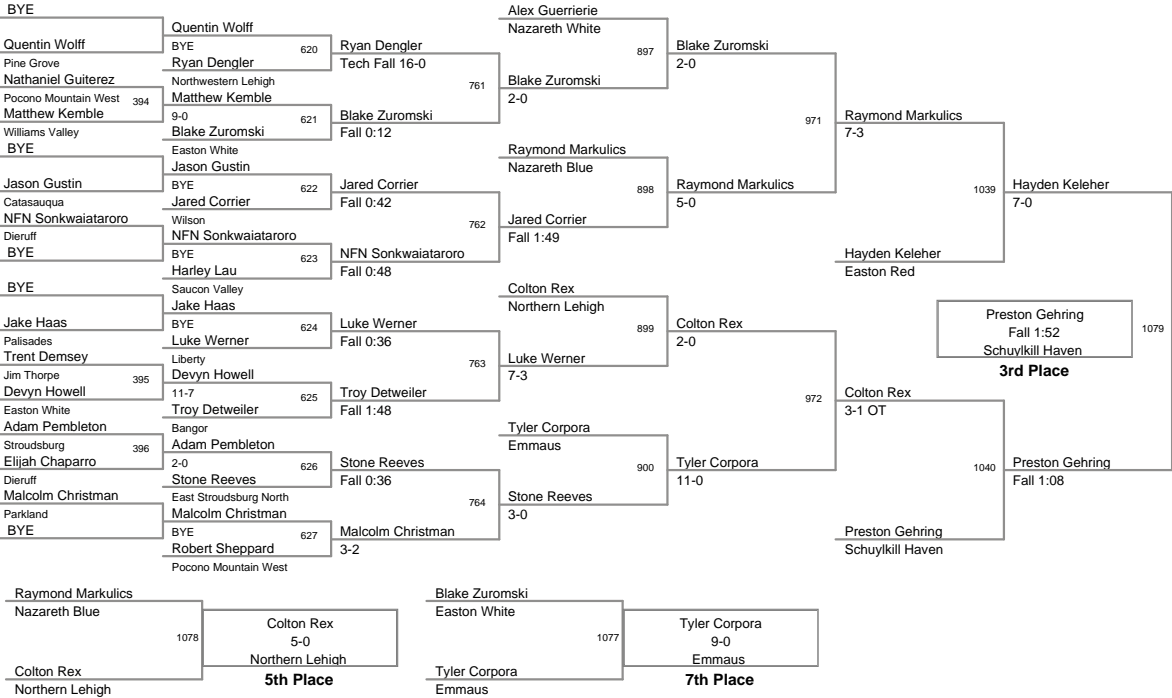 BYE
Quentin Wolff
Pine Grove
Nathaniel Guiterez
Pocono Mountain West
394
Matthew Kemble
Williams Valley
BYE
Jason Gustin
Catasauqua
NFN Sonkwaiataroro
Dieruff
BYE
BYE
Jake Haas
Palisades
Trent Demsey
Jim Thorpe
395
Devyn Howell
Easton White
Adam Pembleton
Stroudsburg
396
Elijah Chaparro
Dieruff
Malcolm Christman
Parkland
BYE
Quentin Wolff
BYE
620
Ryan Dengler
Northwestern Lehigh
Matthew Kemble
9-0
621
Blake Zuromski
Easton White
Jason Gustin
BYE
622
Jared Corrier
Wilson
NFN Sonkwaiataroro
BYE
623
Harley Lau
Saucon Valley
Jake Haas
BYE
624
Luke Werner
Liberty
Devyn Howell
11-7
625
Troy Detweiler
Bangor
Adam Pembleton
2-0
626
Stone Reeves
East Stroudsburg North
Malcolm Christman
BYE
627
Robert Sheppard
Pocono Mountain West
Ryan Dengler
Tech Fall 16-0
761
Blake Zuromski
Fall 0:12
Jared Corrier
Fall 0:42
762
NFN Sonkwaiataroro
Fall 0:48
Luke Werner
Fall 0:36
763
Troy Detweiler
Fall 1:48
Stone Reeves
Fall 0:36
764
Malcolm Christman
3-2
Alex Guerrierie
Nazareth White
897
Blake Zuromski
2-0
Raymond Markulics
Nazareth Blue
898
Jared Corrier
Fall 1:49
Colton Rex
Northern Lehigh
899
Luke Werner
7-3
Tyler Corpora
Emmaus
900
Stone Reeves
3-0
Blake Zuromski
2-0
971
Raymond Markulics
5-0
Colton Rex
2-0
972
Tyler Corpora
11-0
Raymond Markulics
7-3
1039
Hayden Keleher
Easton Red
Colton Rex
3-1 OT
1040
Preston Gehring
Schuylkill Haven
Hayden Keleher
7-0
Preston Gehring
Fall 1:52
Schuylkill Haven
3rd Place
1079
Preston Gehring
Fall 1:08
Raymond Markulics
Nazareth Blue
1078
Colton Rex
Northern Lehigh
Colton Rex
5-0
Northern Lehigh
5th Place
Blake Zuromski
Easton White
1077
Tyler Corpora
Emmaus
Tyler Corpora
9-0
Emmaus
7th Place